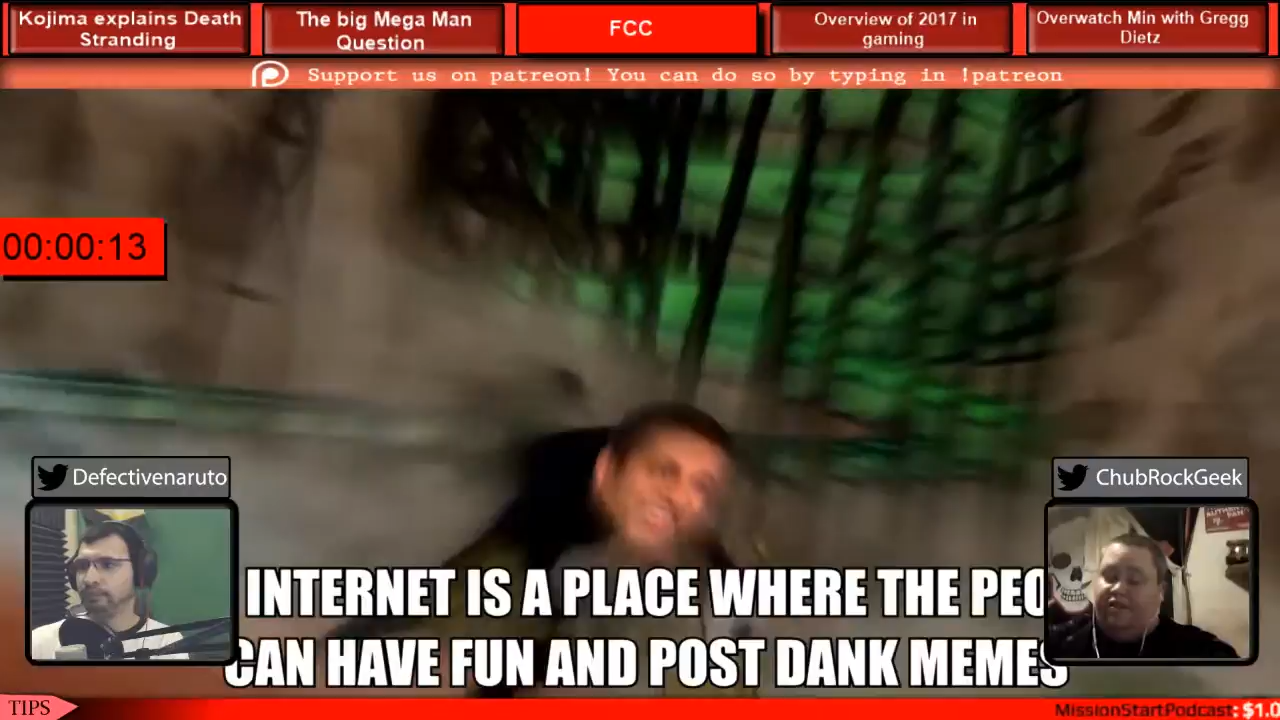 Kojima explains Death
Stranding
The big Mega Man
Question
FCC
Overview of 2017 in
gaming
Overwatch Min with Gregg
Dietz
Support us on patreon! You can do so by typing in !patreon
00:00:13
Defectivenaruto
ChubRockGeek
INTERNET IS A PLACE WHERE THE PEO
CAN HAVE FUN AND POST DANK MEMES
TIPS
MissionStartPodcast: $1.0